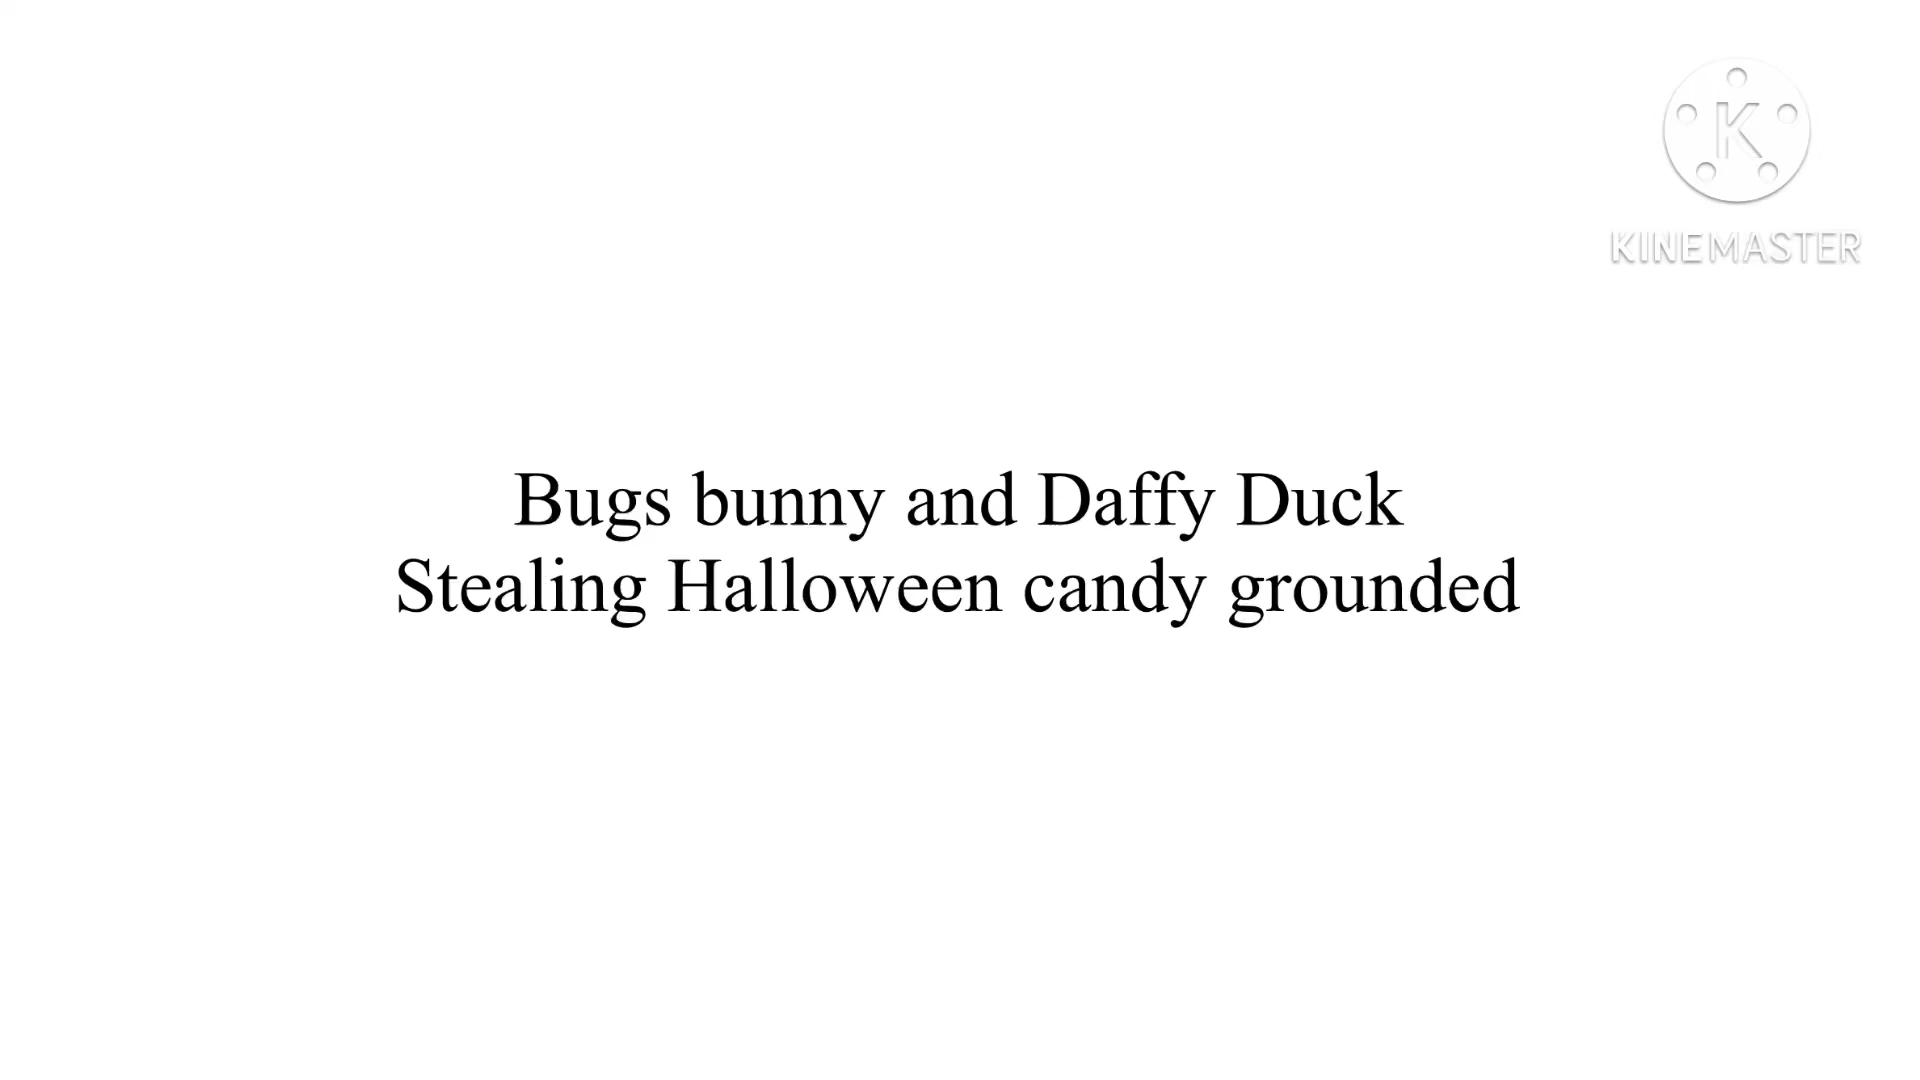 K
KINEMASTER
Bugs bunny and Daffy Duck
Stealing Halloween candy grounded